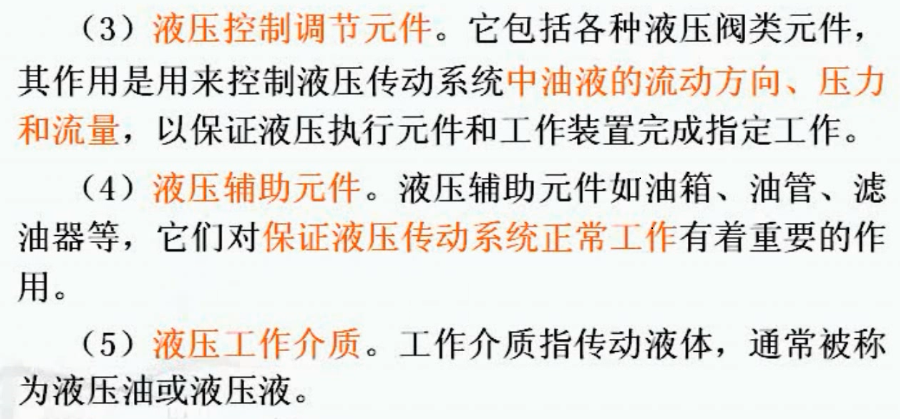 （3）液压控制调节元件。它包括各种液压阀类元件，
其作用是用来控制液压传动系统中油液的流动方向、压力
和流量，以保证液压执行元件和工作装置完成指定工作。
（4）液压辅助元件。液压辅助元件如油箱、油管、滤
油器等，它们对保证液压传动系统正常工作有着重要的作
用。
（5）液压工作介质。工作介质指传动液体，通常被称
为液压油或液压液。